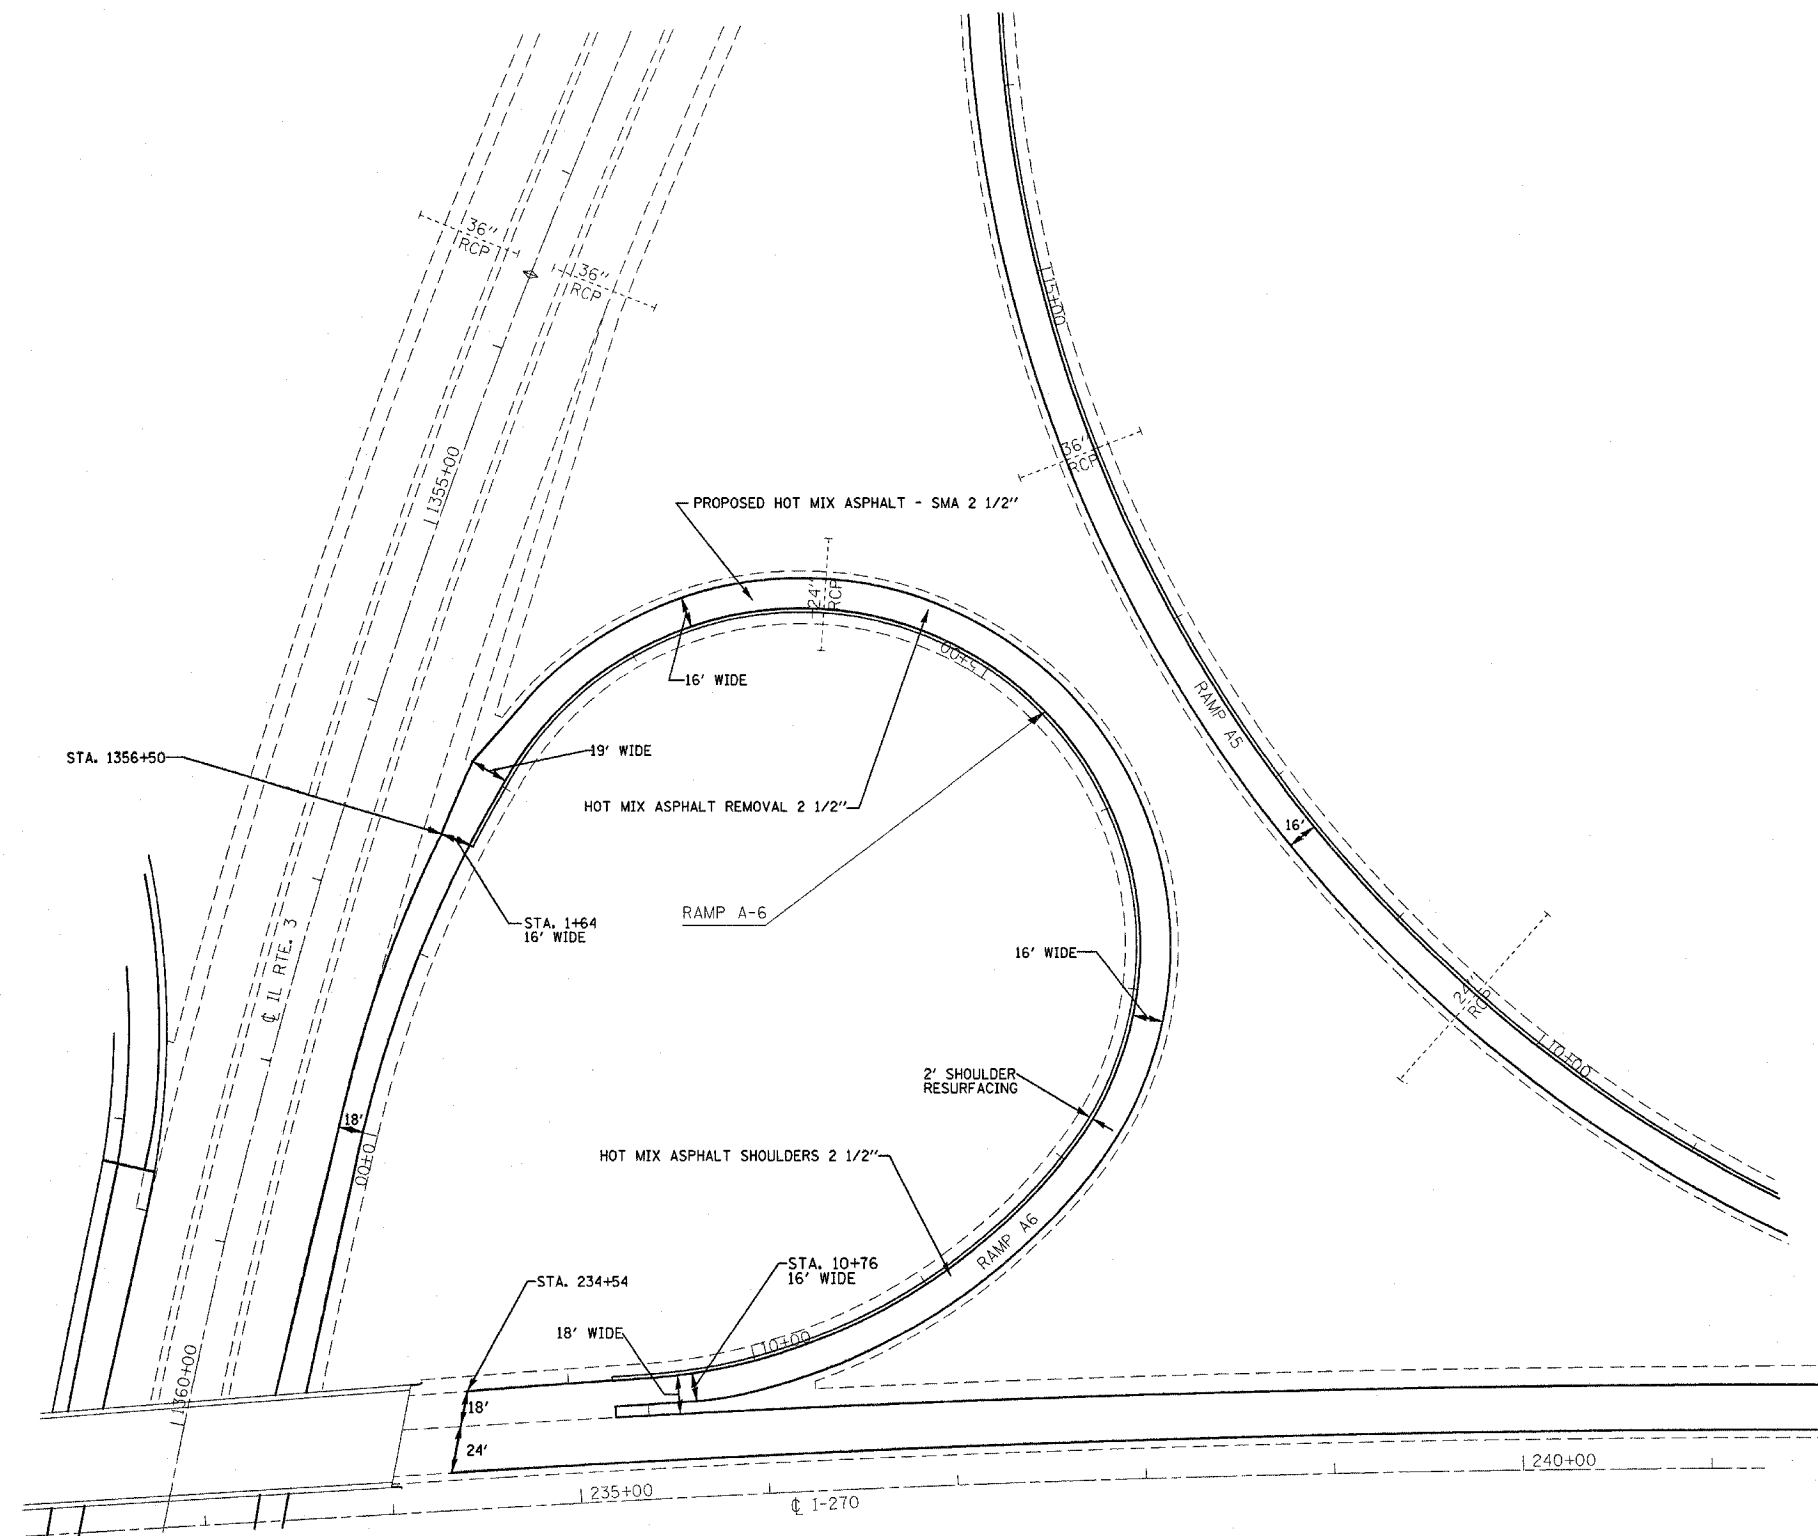 36"
RCP
36"
RCP
15+00
1355+00
36"
RCP
PROPOSED HOT MIX ASPHALT - SMA 2 1/2"
24"
RCP
5+00
16' WIDE
RAMP A5
STA. 1356+50
19' WIDE
HOT MIX ASPHALT REMOVAL 2 1/2"
16'
RAMP A-6
STA. 1+64
16' WIDE
℄ IL RTE. 3
16' WIDE
24"
RCP
10+00
2' SHOULDER
RESURFACING
18'
0+00
HOT MIX ASPHALT SHOULDERS 2 1/2"
RAMP A6
STA. 10+76
16' WIDE
STA. 234+54
18' WIDE
10+00
1360+00
18'
24'
235+00
℄ I-270
240+00